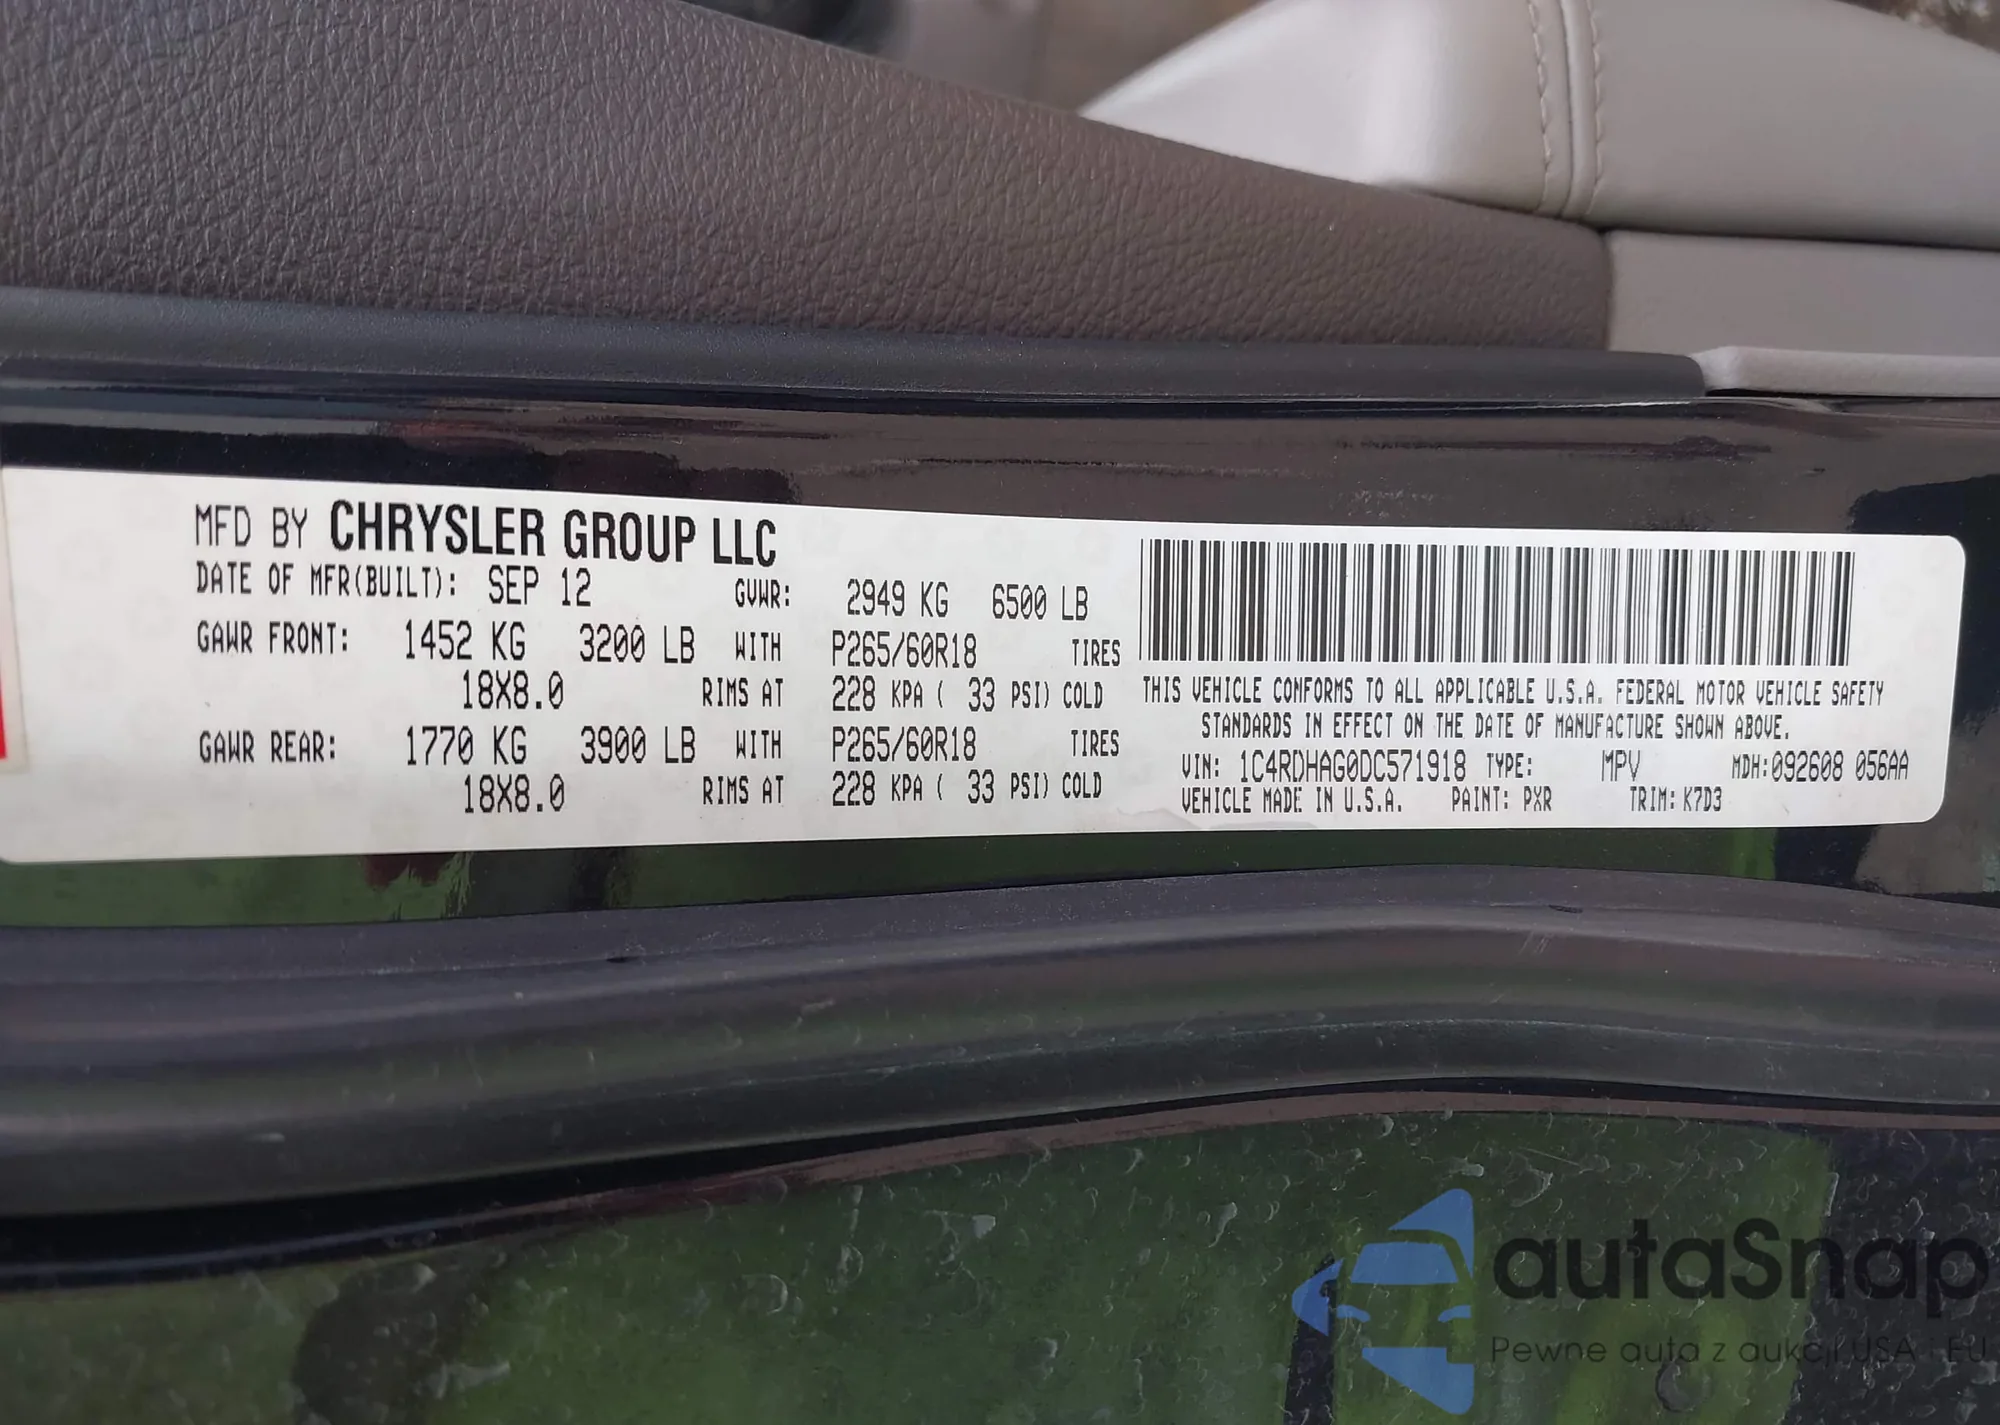 MFD BY CHRYSLER GROUP LLC
DATE OF MFR(BUILT): SEP 12 GVWR: 2949 KG 6500 LB
GAWR FRONT: 1452 KG 3200 LB WITH P265/60R18 TIRES
18X8.0 RIMS AT 228 KPA ( 33 PSI) COLD
GAWR REAR: 1770 KG 3900 LB WITH P265/60R18 TIRES
18X8.0 RIMS AT 228 KPA ( 33 PSI) COLD
THIS VEHICLE CONFORMS TO ALL APPLICABLE U.S.A. FEDERAL MOTOR VEHICLE SAFETY
STANDARDS IN EFFECT ON THE DATE OF MANUFACTURE SHOWN ABOVE.
VIN: 1C4RDHAG0DC571918 TYPE: MPV MDH:092608 056AA
VEHICLE MADE IN U.S.A. PAINT: PXR TRIM: K7D3
autaSnap
Pewne auta z aukcji USA i EU